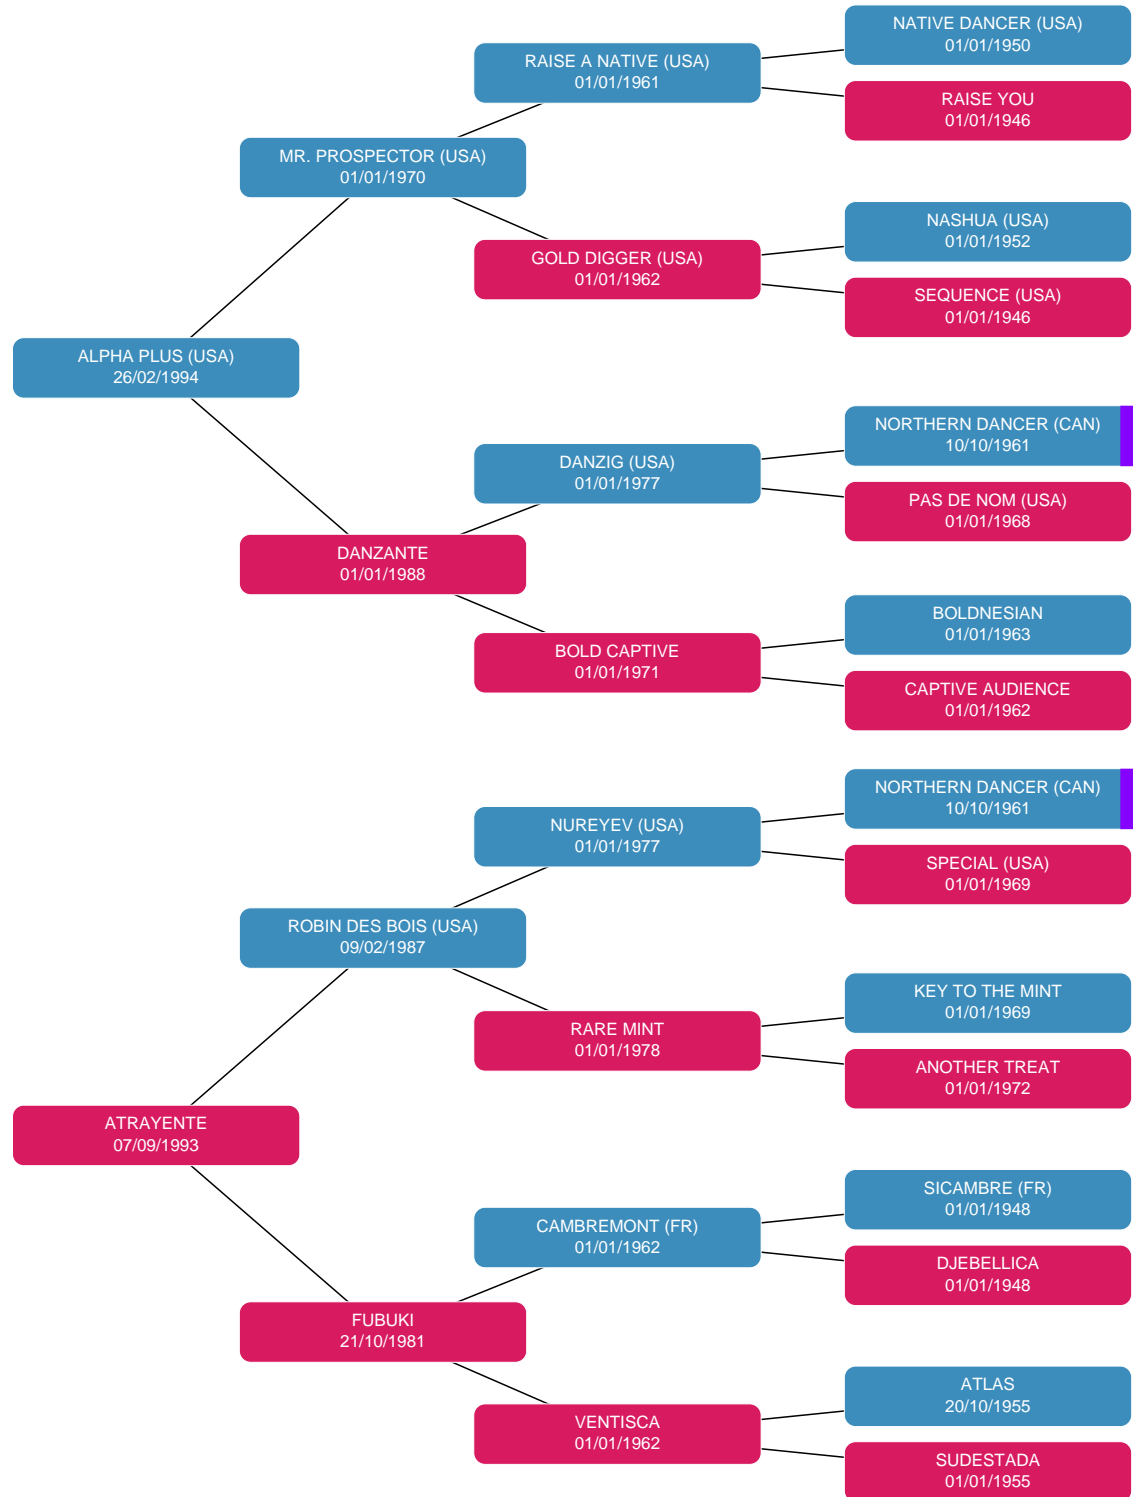 NATIVE DANCER (USA)
01/01/1950
RAISE A NATIVE (USA)
01/01/1961
RAISE YOU
01/01/1946
MR. PROSPECTOR (USA)
01/01/1970
NASHUA (USA)
01/01/1952
GOLD DIGGER (USA)
01/01/1962
SEQUENCE (USA)
01/01/1946
ALPHA PLUS (USA)
26/02/1994
NORTHERN DANCER (CAN)
10/10/1961
DANZIG (USA)
01/01/1977
PAS DE NOM (USA)
01/01/1968
DANZANTE
01/01/1988
BOLDNESIAN
01/01/1963
BOLD CAPTIVE
01/01/1971
CAPTIVE AUDIENCE
01/01/1962
NORTHERN DANCER (CAN)
10/10/1961
NUREYEV (USA)
01/01/1977
SPECIAL (USA)
01/01/1969
ROBIN DES BOIS (USA)
09/02/1987
KEY TO THE MINT
01/01/1969
RARE MINT
01/01/1978
ANOTHER TREAT
01/01/1972
ATRAYENTE
07/09/1993
SICAMBRE (FR)
01/01/1948
CAMBREMONT (FR)
01/01/1962
DJEBELLICA
01/01/1948
FUBUKI
21/10/1981
ATLAS
20/10/1955
VENTISCA
01/01/1962
SUDESTADA
01/01/1955